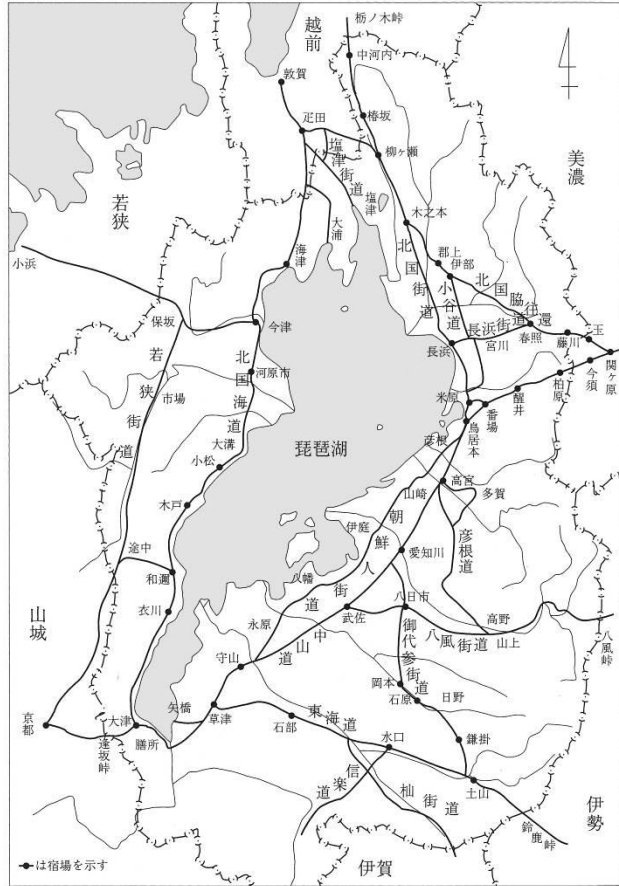 栃ノ木峠
越前
中河内
敦賀
椿坂
疋田
塩津街道
柳ヶ瀬
美濃
若狭
塩津
大浦
木之本
海津
郡上
伊部
北国街道
小谷道
北国脇往還
小浜
保坂
今津
長浜街道
春照
玉
藤川
関ヶ原
長浜
宮川
今須
柏原
醒井
若狭街道
市場
北国海道
河原市
米原
番場
鳥居本
大溝
小松
琵琶湖
彦根
高宮
多賀
山崎
木戸
朝鮮人街道
伊庭
愛知川
彦根道
途中
和邇
八幡
八日市
高野
山城
衣川
永原
武佐
八風街道
山上
八風峠
守山
中山道
御代参街道
岡本
石原
日野
矢橋
草津
京都
大津
膳所
逢坂峠
石部
東海道
水口
鎌掛
土山
信楽道
杣街道
伊勢
鈴鹿峠
伊賀
は宿場を示す